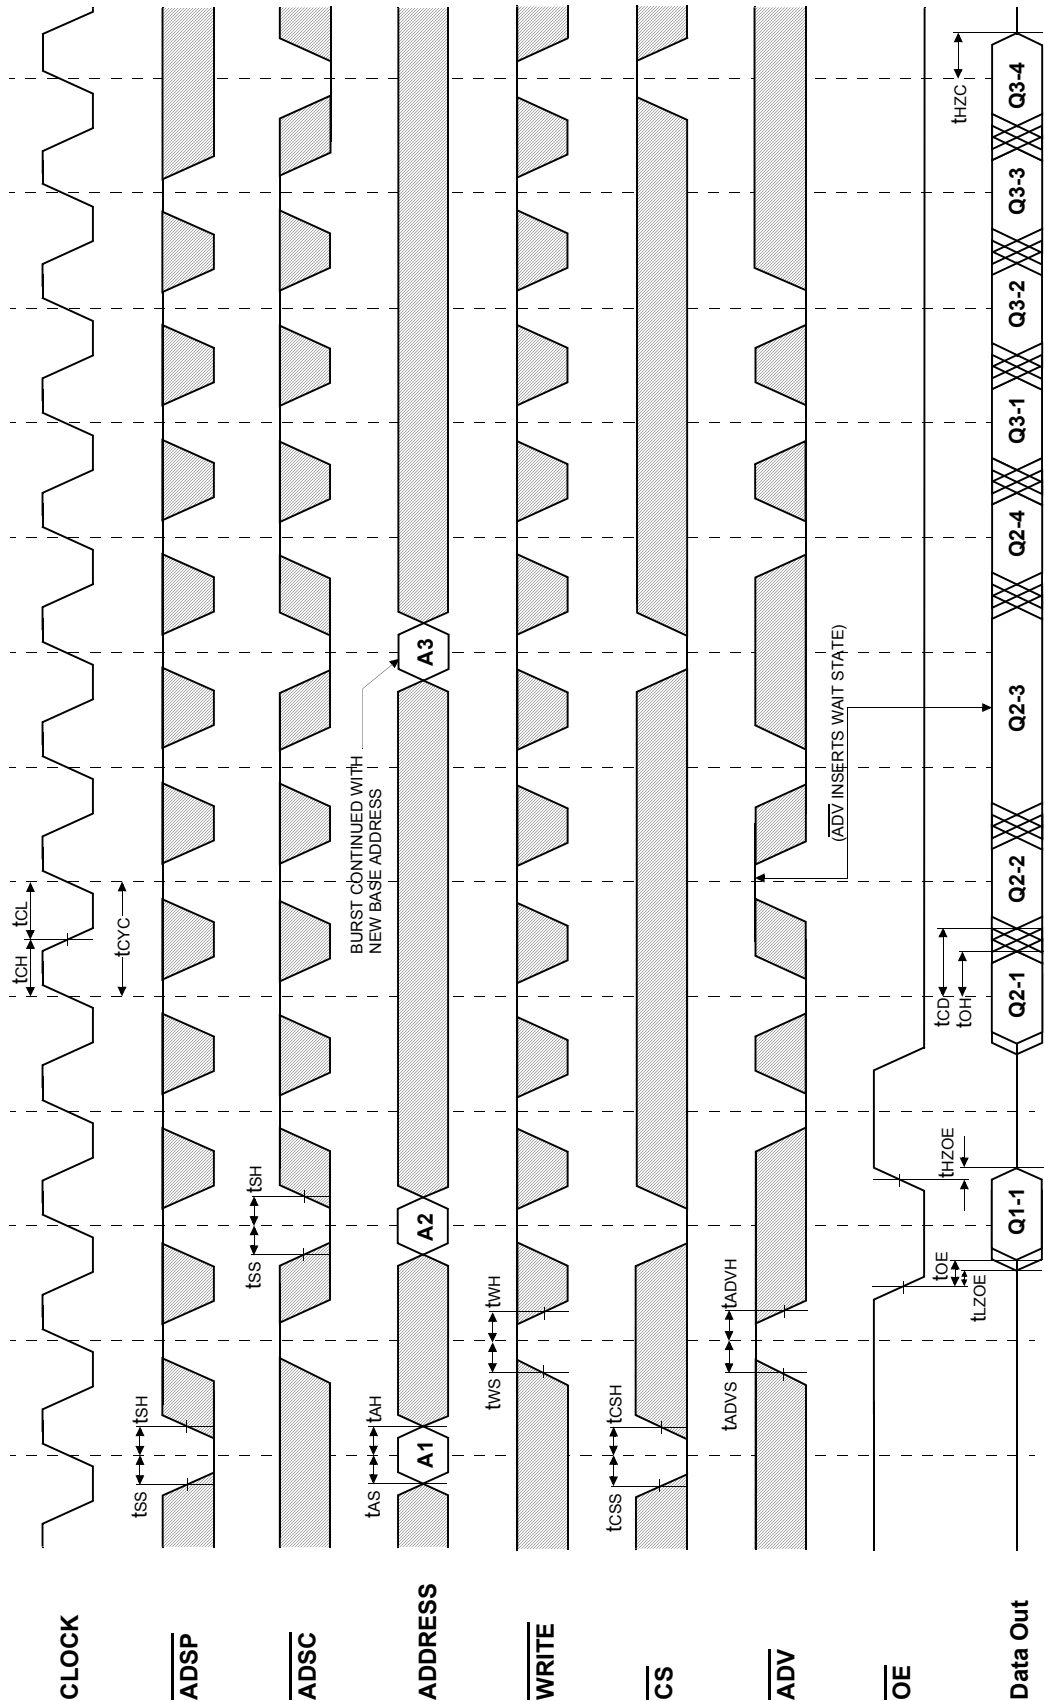 CLOCK
tCH
tCL
tCYC
ADSP
tSS
tSH
ADSC
tSS
tSH
BURST CONTINUED WITH
NEW BASE ADDRESS
ADDRESS
tAS
tAH
A1
A2
A3
WRITE
tWS
tWH
CS
tCSS
tCSH
ADV
tADVS
tADVH
(ADV INSERTS WAIT STATE)
OE
tOE
tLZOE
tHZOE
tCD
tOH
tHZC
Data Out
Q1-1
Q2-1
Q2-2
Q2-3
Q2-4
Q3-1
Q3-2
Q3-3
Q3-4